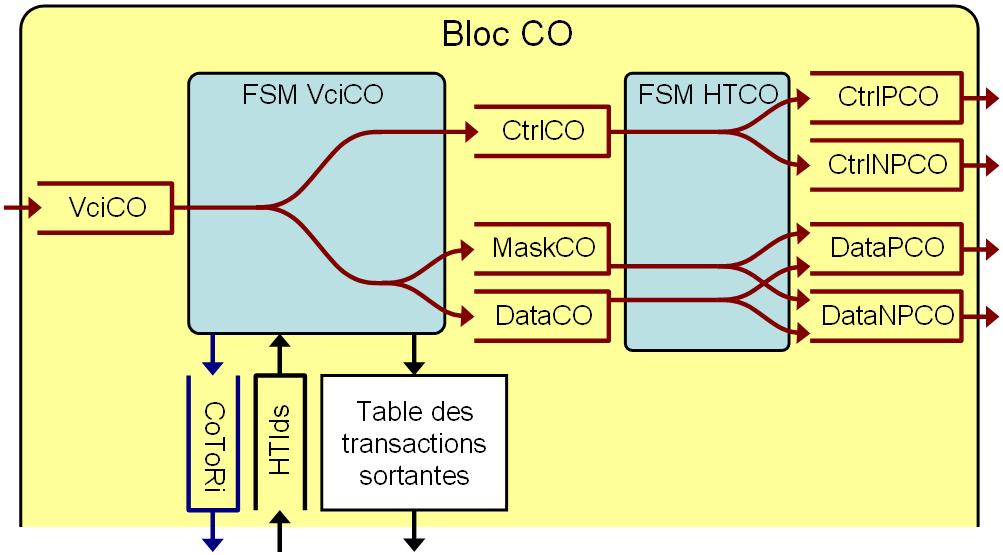 Bloc CO
FSM VciCO
FSM HTCO
CtrlPCO
CtrlCO
CtrlNPCO
VciCO
MaskCO
DataPCO
DataCO
DataNPCO
CoToRi
HTIds
Table des
transactions
sortantes